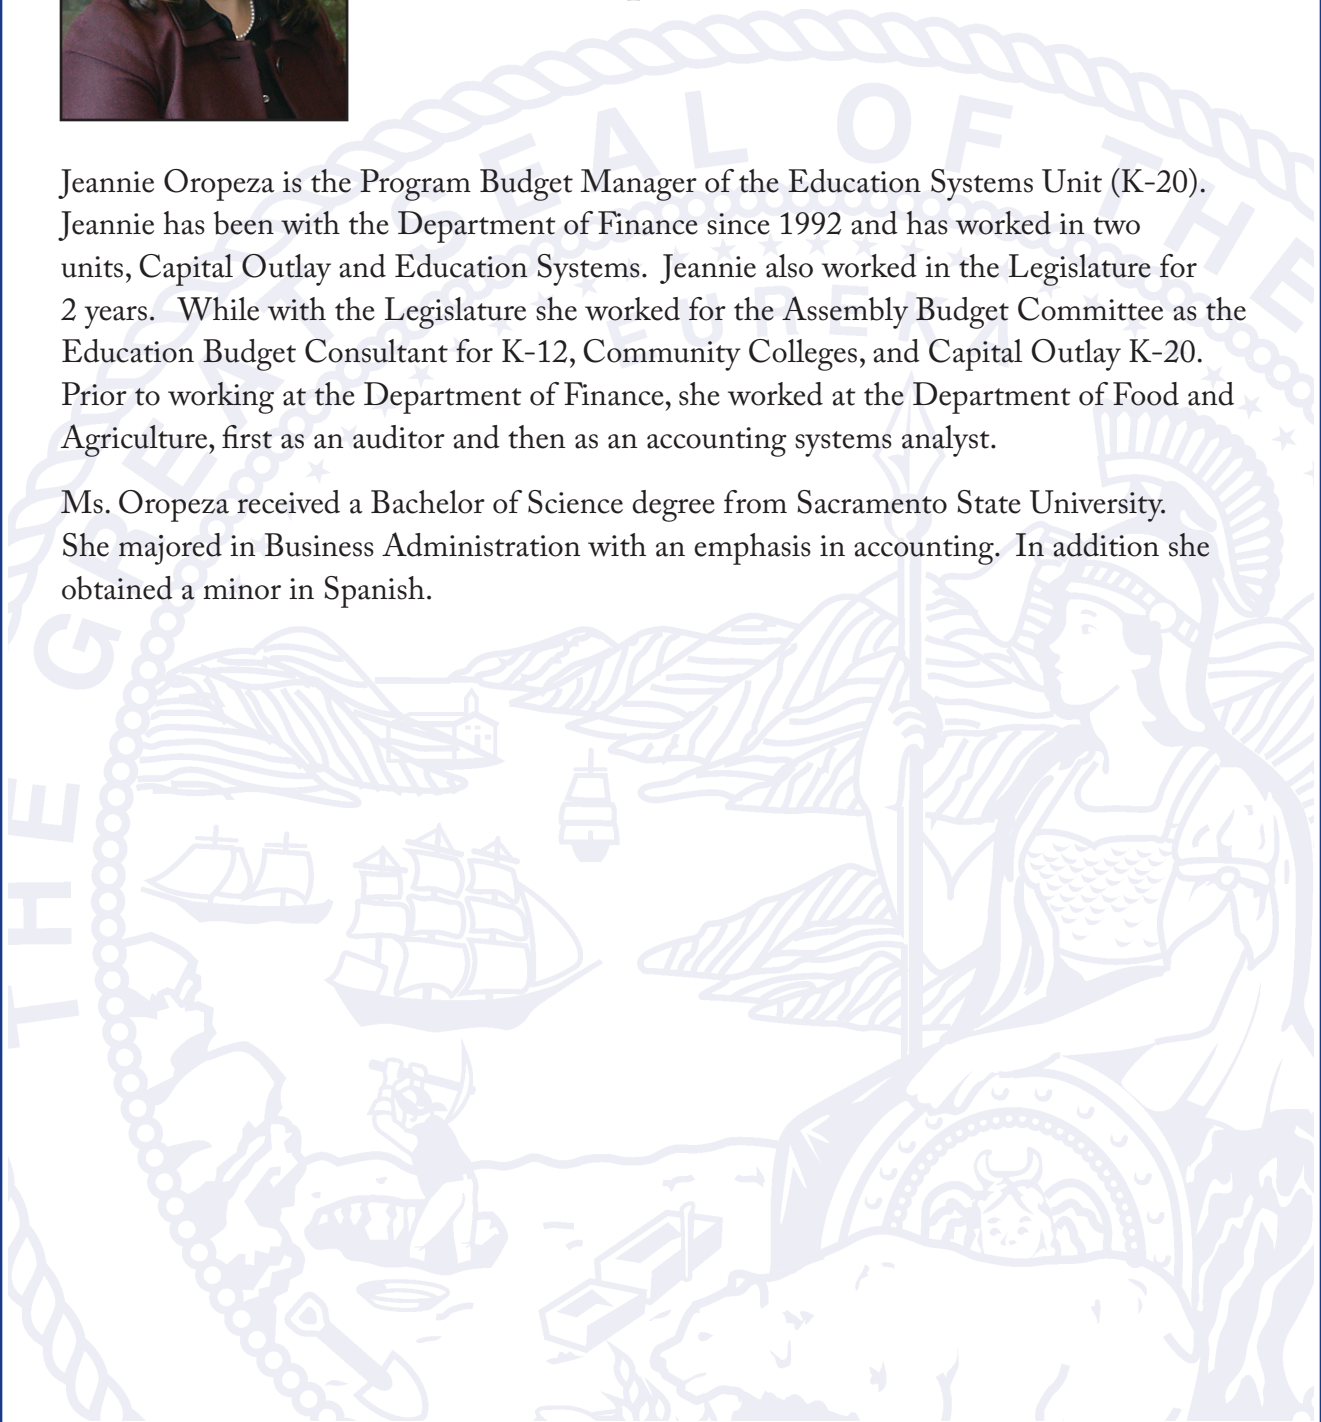 Jeannie Oropeza is the Program Budget Manager of the Education Systems Unit (K-20).
Jeannie has been with the Department of Finance since 1992 and has worked in two
units, Capital Outlay and Education Systems.  Jeannie also worked in the Legislature for
2 years.   While with the Legislature she worked for the Assembly Budget Committee as the
Education Budget Consultant for K-12, Community Colleges, and Capital Outlay K-20.
Prior to working at the Department of Finance, she worked at the Department of Food and
Agriculture, first as an auditor and then as an accounting systems analyst.
Ms. Oropeza received a Bachelor of Science degree from Sacramento State University.
She majored in Business Administration with an emphasis in accounting.  In addition she
obtained a minor in Spanish.
THE GREAT SEAL OF THE
EUREKA